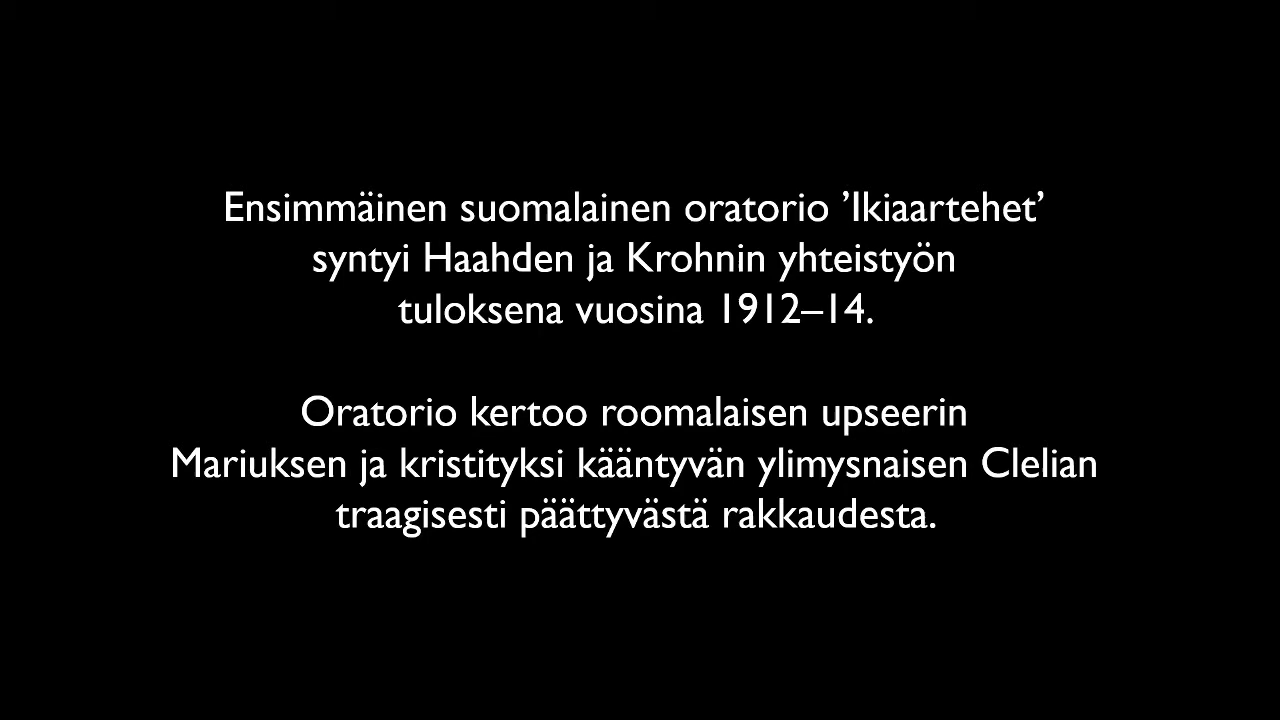 Ensimmäinen suomalainen oratorio ’Ikiaartehet’
syntyi Haahden ja Krohnin yhteistyön
tuloksena vuosina 1912–14.
Oratorio kertoo roomalaisen upseerin
Mariuksen ja kristityksi kääntyvän ylimysnaisen Clelian
traagisesti päättyvästä rakkaudesta.